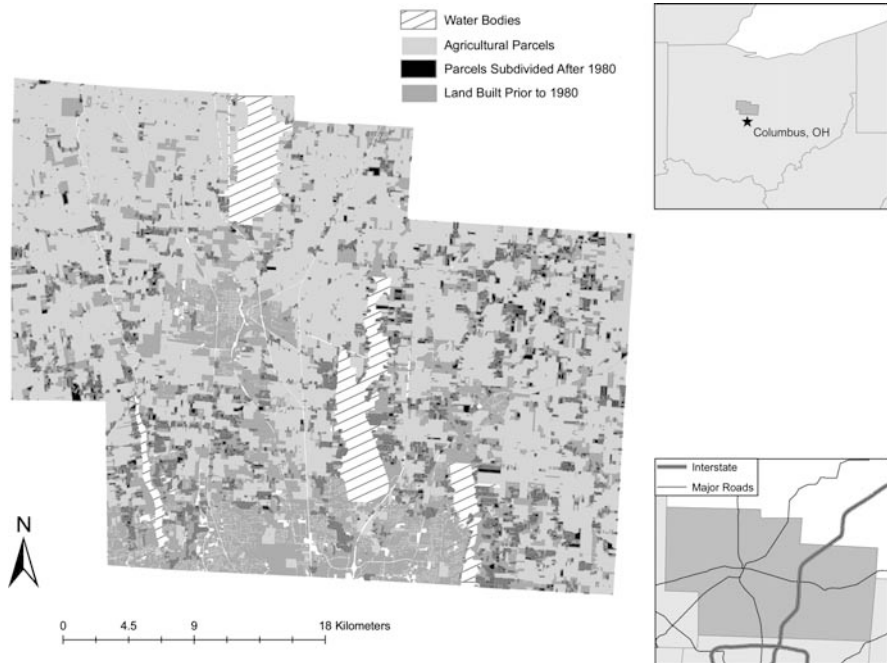 Water Bodies
Agricultural Parcels
Parcels Subdivided After 1980
Land Built Prior to 1980
Columbus, OH
Interstate
Major Roads
N
0 4.5 9 18 Kilometers